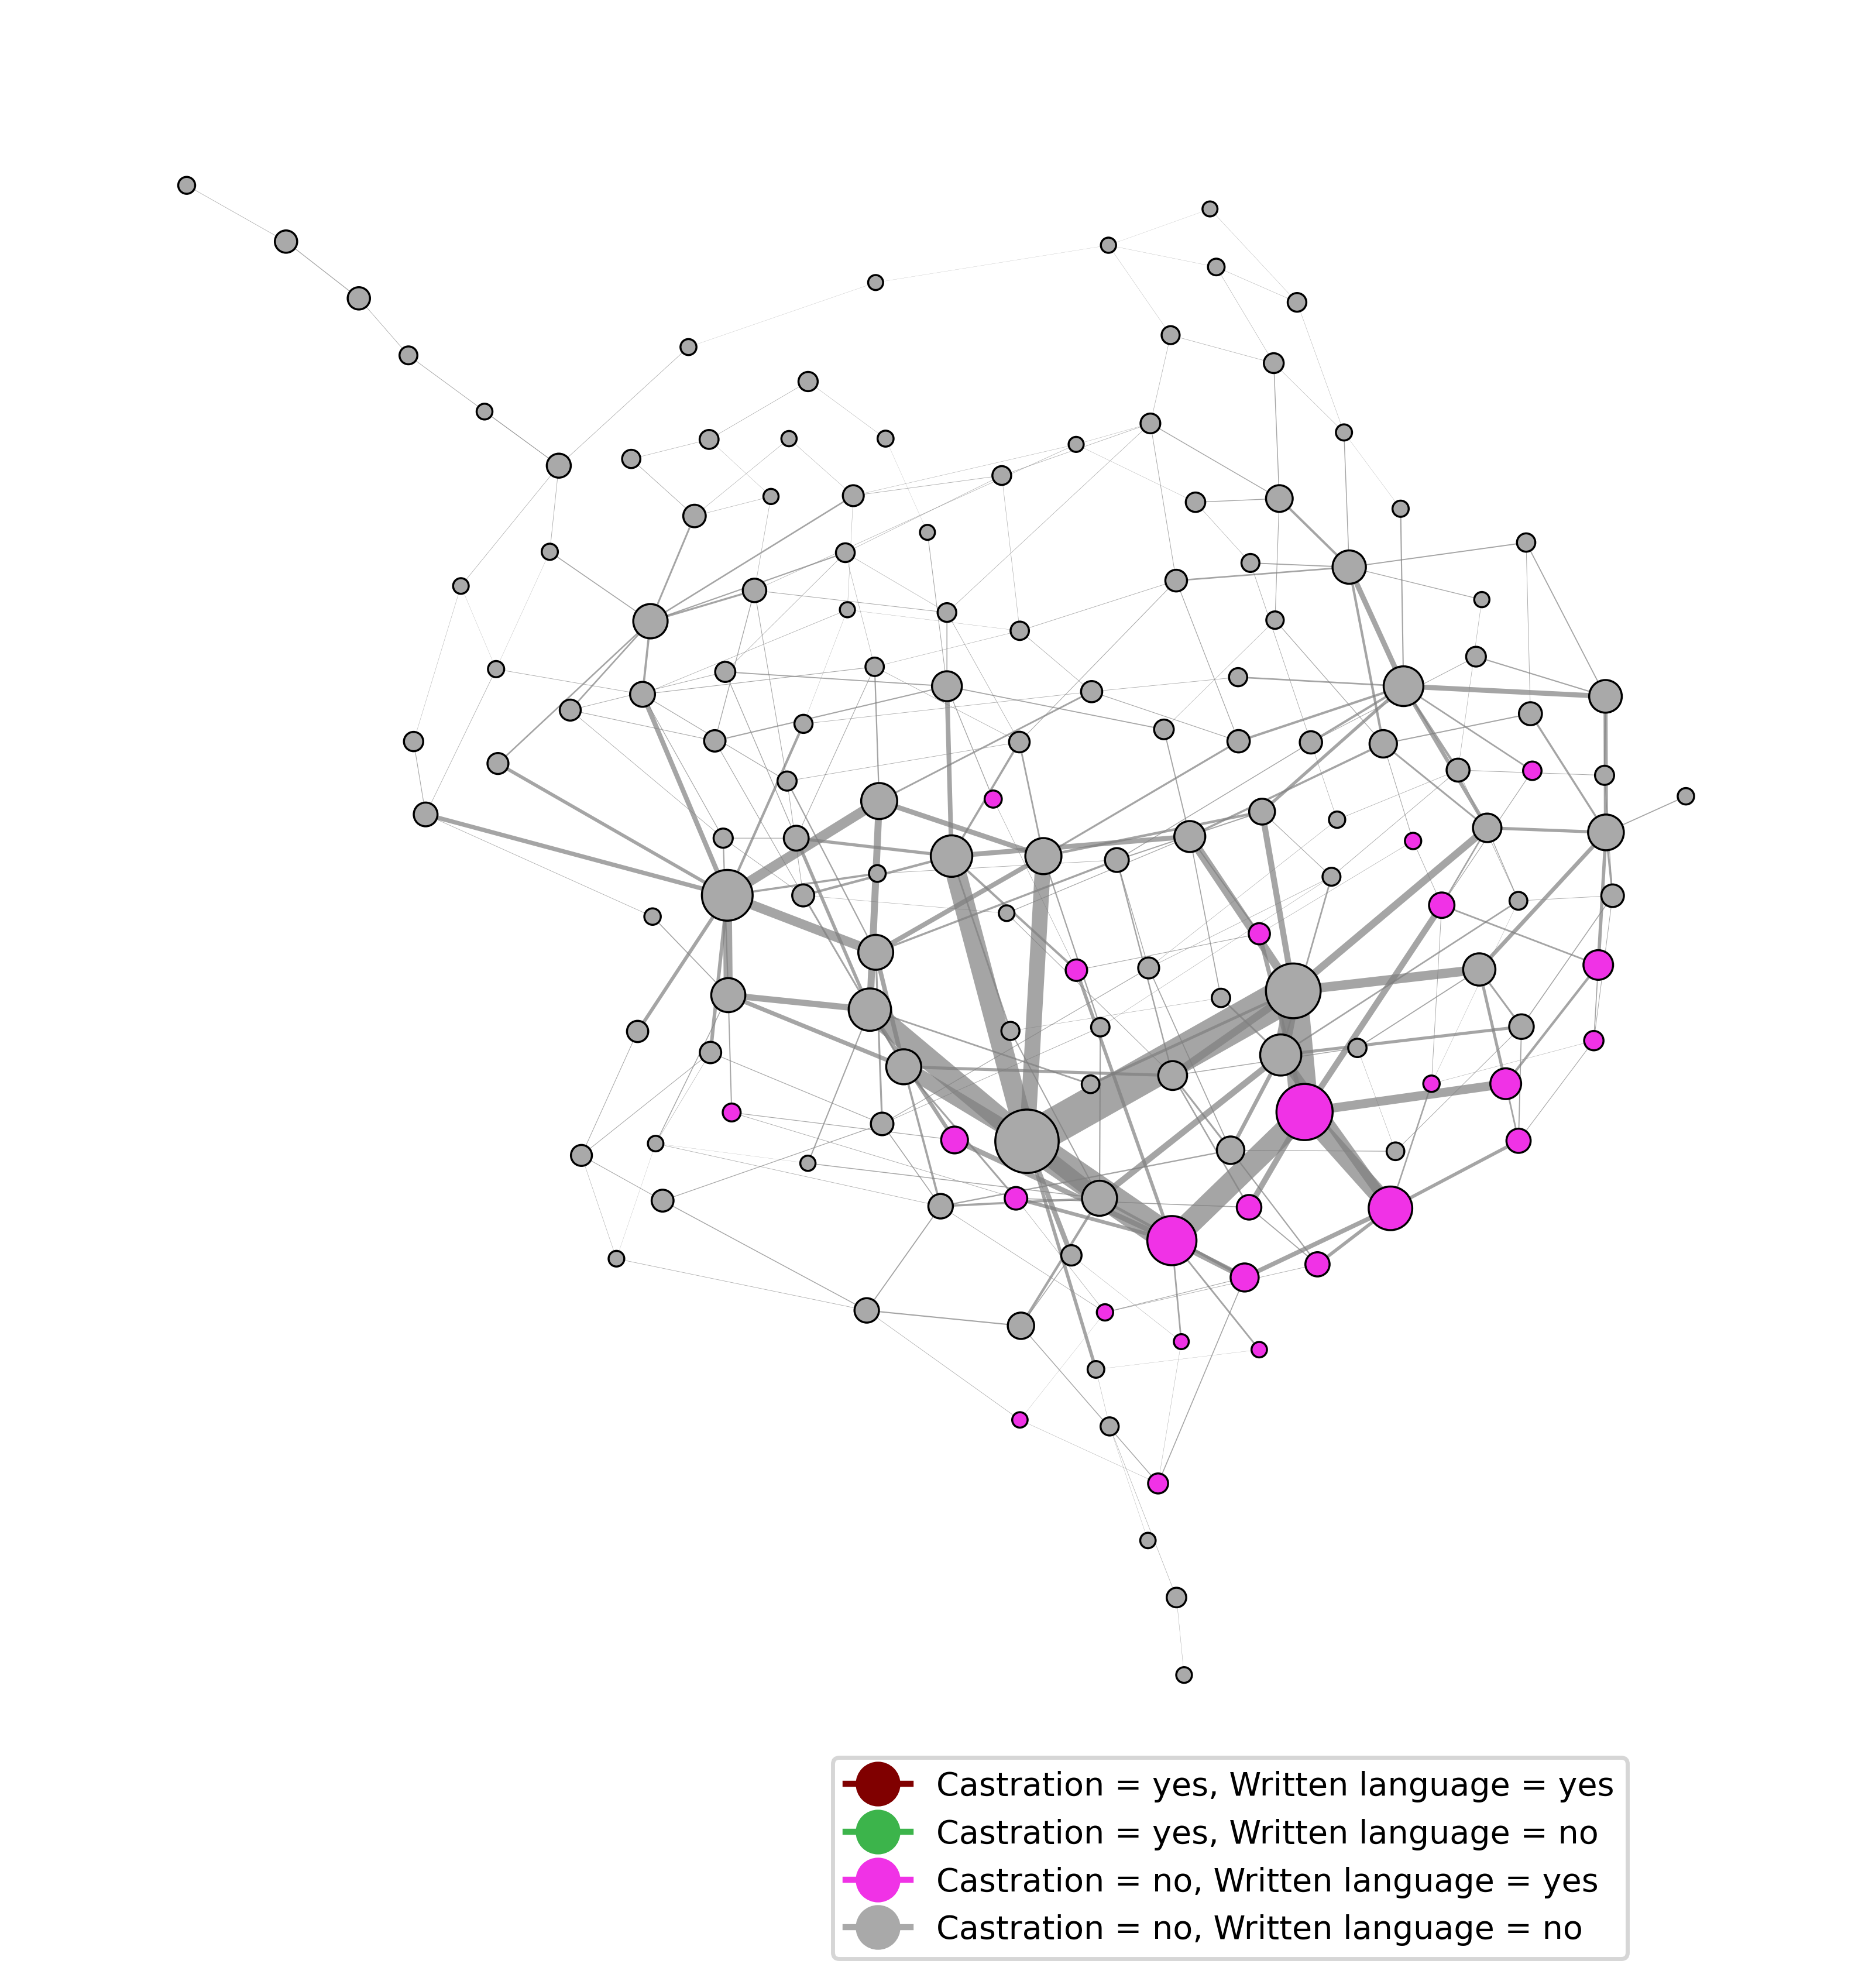 Castration = yes, Written language = yes
Castration = yes, Written language = no
Castration = no, Written language = yes
Castration = no, Written language = no